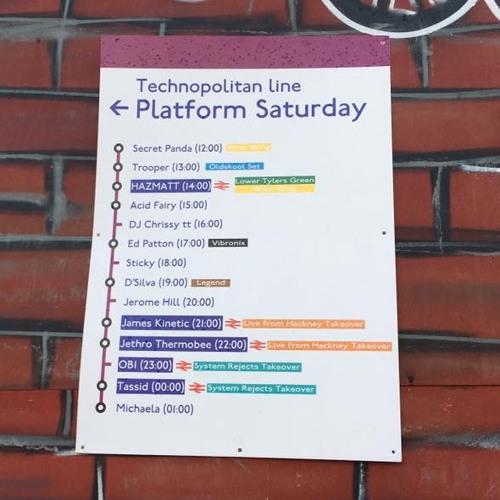 Technopolitan line
← Platform Saturday
Secret Panda (12:00)
Trooper (13:00) Oldskool Set
HAZMATT (14:00) Lower Tylers Green
Acid Fairy (15:00)
DJ Chrissy tt (16:00)
Ed Patton (17:00) Vibronix
Sticky (18:00)
D'Silva (19:00) Legend
Jerome Hill (20:00)
James Kinetic (21:00) Live from Hackney Takeover
Jethro Thermobee (22:00) Live from Hackney Takeover
OBI (23:00) System Rejects Takeover
Tassid (00:00) System Rejects Takeover
Michaela (01:00)